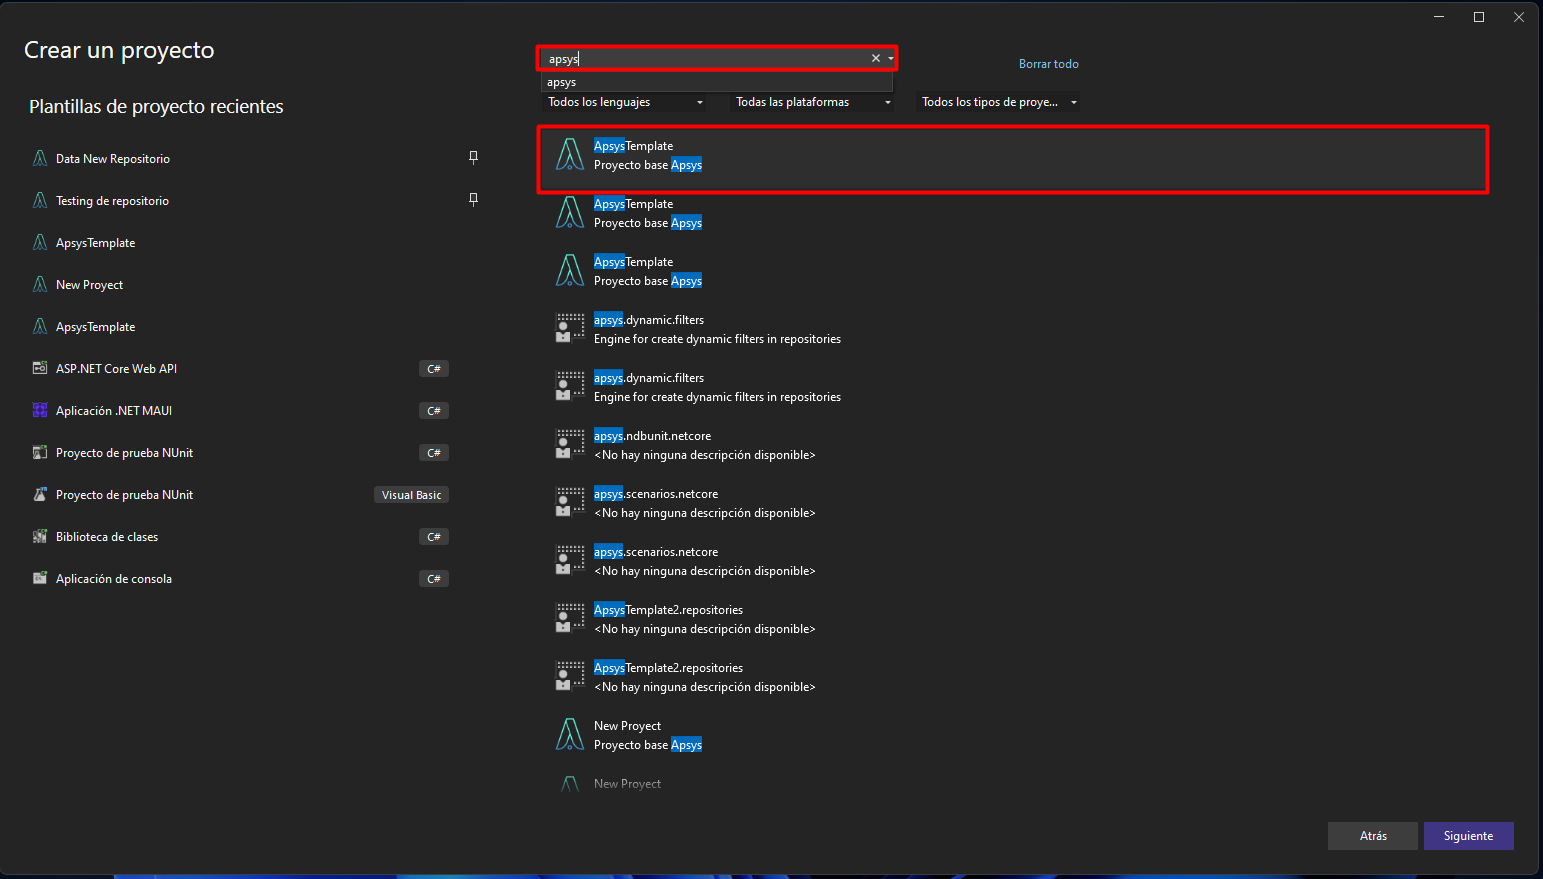 Crear un proyecto
Plantillas de proyecto recientes
Data New Repositorio
Testing de repositorio
ApsysTemplate
New Proyect
ApsysTemplate
ASP.NET Core Web API C#
Aplicación .NET MAUI C#
Proyecto de prueba NUnit C#
Proyecto de prueba NUnit Visual Basic
Biblioteca de clases C#
Aplicación de consola C#
apsys
Borrar todo
apsys
Todos los lenguajes Todas las plataformas Todos los tipos de proye...
ApsysTemplate
Proyecto base Apsys
ApsysTemplate
Proyecto base Apsys
ApsysTemplate
Proyecto base Apsys
apsys.dynamic.filters
Engine for create dynamic filters in repositories
apsys.dynamic.filters
Engine for create dynamic filters in repositories
apsys.ndbunit.netcore
<No hay ninguna descripción disponible>
apsys.scenarios.netcore
<No hay ninguna descripción disponible>
apsys.scenarios.netcore
<No hay ninguna descripción disponible>
ApsysTemplate2.repositories
<No hay ninguna descripción disponible>
ApsysTemplate2.repositories
<No hay ninguna descripción disponible>
New Proyect
Proyecto base Apsys
New Proyect
Atrás Siguiente